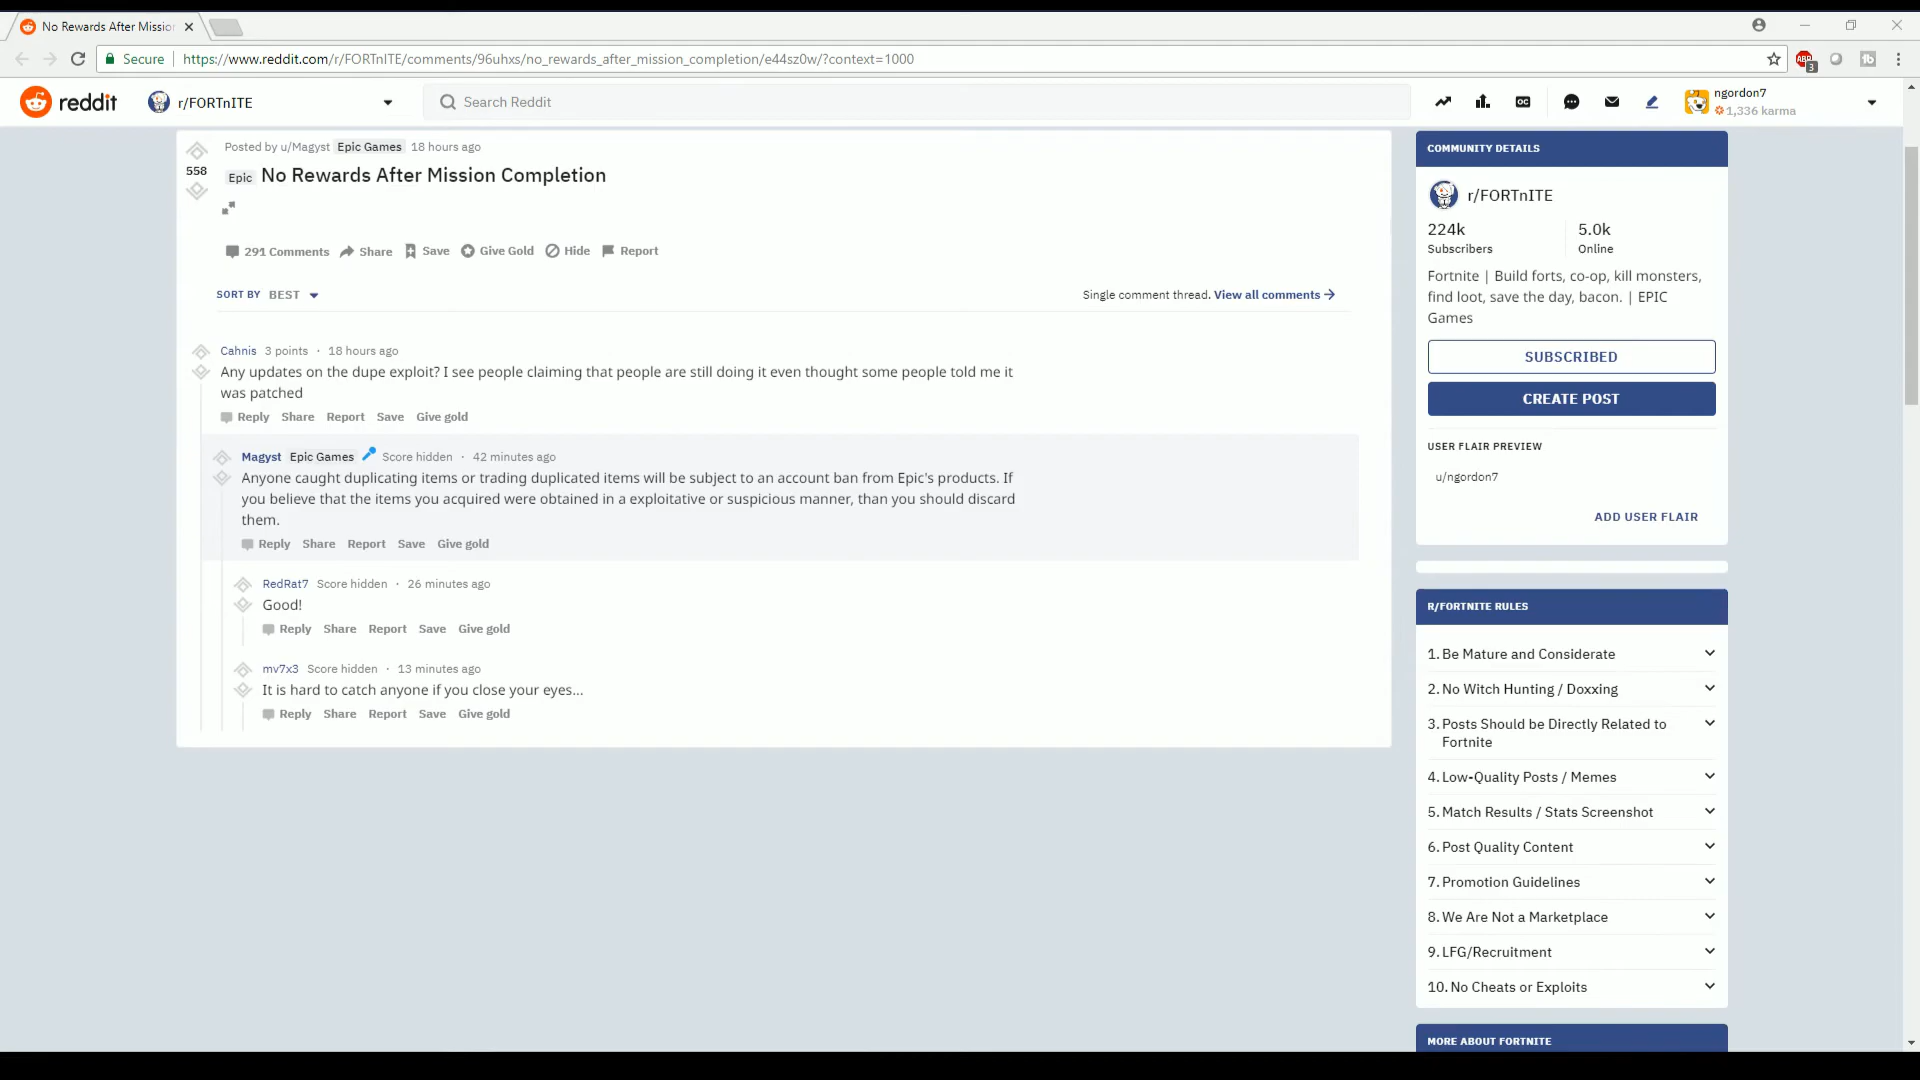 No Rewards After Missio
Secure
https://www.reddit.com/r/FORTnITE/comments/96uhxs/no_rewards_after_mission_completion/e44sz0w/?context=1000
ABP
3
reddit
r/FORTnITE
Search Reddit
OC
ngordon7
1,336 karma
Posted by u/Magyst Epic Games 18 hours ago
558
Epic No Rewards After Mission Completion
291 Comments Share Save Give Gold Hide Report
SORT BY BEST
Single comment thread. View all comments
Cahnis 3 points · 18 hours ago
Any updates on the dupe exploit? I see people claiming that people are still doing it even thought some people told me it
was patched
Reply Share Report Save Give gold
Magyst Epic Games Score hidden · 42 minutes ago
Anyone caught duplicating items or trading duplicated items will be subject to an account ban from Epic's products. If
you believe that the items you acquired were obtained in a exploitative or suspicious manner, than you should discard
them.
Reply Share Report Save Give gold
RedRat7 Score hidden · 26 minutes ago
Good!
Reply Share Report Save Give gold
mv7x3 Score hidden · 13 minutes ago
It is hard to catch anyone if you close your eyes...
Reply Share Report Save Give gold
COMMUNITY DETAILS
r/FORTnITE
224k 5.0k
Subscribers Online
Fortnite | Build forts, co-op, kill monsters,
find loot, save the day, bacon. | EPIC
Games
SUBSCRIBED
CREATE POST
USER FLAIR PREVIEW
u/ngordon7
ADD USER FLAIR
R/FORTNITE RULES
1. Be Mature and Considerate
2. No Witch Hunting / Doxxing
3. Posts Should be Directly Related to
Fortnite
4. Low-Quality Posts / Memes
5. Match Results / Stats Screenshot
6. Post Quality Content
7. Promotion Guidelines
8. We Are Not a Marketplace
9. LFG/Recruitment
10. No Cheats or Exploits
MORE ABOUT FORTNITE